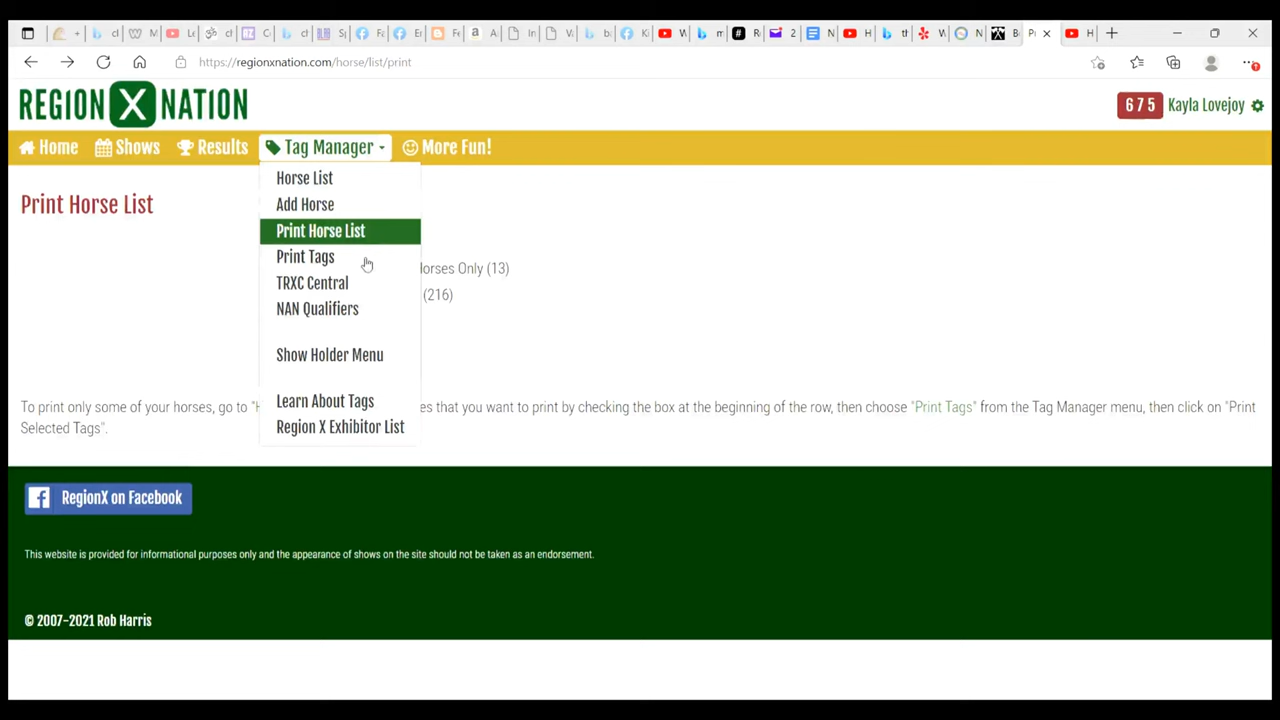 https://regionxnation.com/horse/list/print
REGION X NATION
675 Kayla Lovejoy
Home Shows Results Tag Manager More Fun!
Print Horse List
Horse List
Add Horse
Print Horse List
Print Tags
TRXC Central
NAN Qualifiers
Show Holder Menu
Learn About Tags
Region X Exhibitor List
orses Only (13)
(216)
To print only some of your horses, go to "H es that you want to print by checking the box at the beginning of the row, then choose "Print Tags" from the Tag Manager menu, then click on "Print
Selected Tags".
RegionX on Facebook
This website is provided for informational purposes only and the appearance of shows on the site should not be taken as an endorsement.
© 2007-2021 Rob Harris